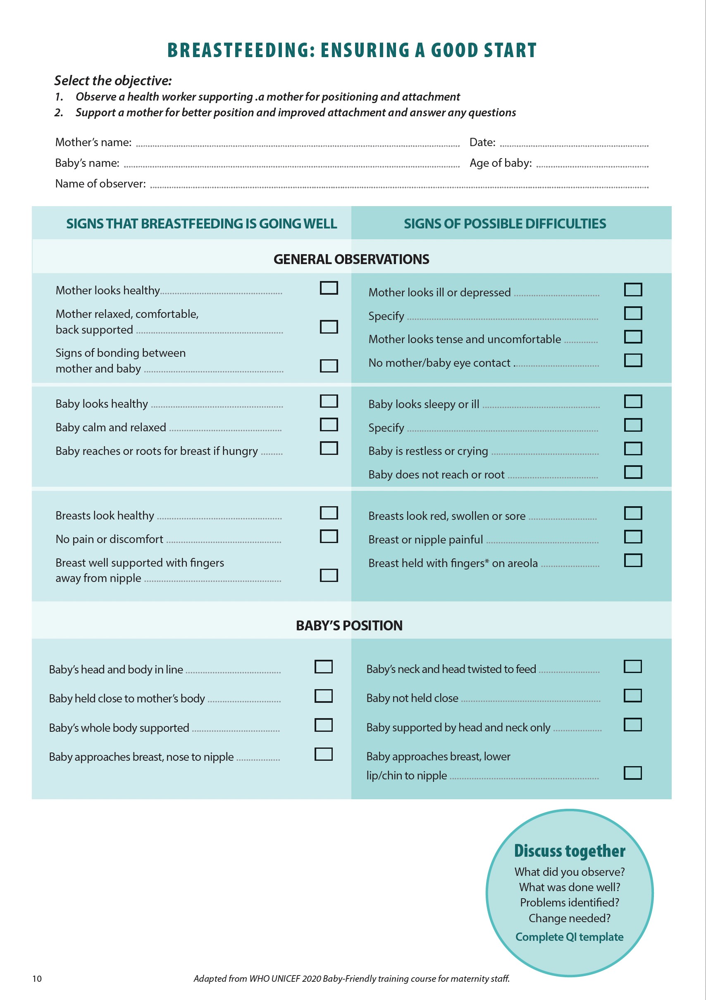 BREASTFEEDING: ENSURING A GOOD START
Select the objective:
1. Observe a health worker supporting .a mother for positioning and attachment
2. Support a mother for better position and improved attachment and answer any questions
Mother's name: Date:
Baby's name: Age of baby:
Name of observer:
SIGNS THAT BREASTFEEDING IS GOING WELL
SIGNS OF POSSIBLE DIFFICULTIES
GENERAL OBSERVATIONS
Mother looks healthy
Mother relaxed, comfortable,
back supported
Signs of bonding between
mother and baby
Mother looks ill or depressed
Specify
Mother looks tense and uncomfortable
No mother/baby eye contact .
Baby looks healthy
Baby calm and relaxed
Baby reaches or roots for breast if hungry
Baby looks sleepy or ill
Specify
Baby is restless or crying
Baby does not reach or root
Breasts look healthy
No pain or discomfort
Breast well supported with fingers
away from nipple
Breasts look red, swollen or sore
Breast or nipple painful
Breast held with fingers* on areola
BABY'S POSITION
Baby's head and body in line
Baby held close to mother's body
Baby's whole body supported
Baby approaches breast, nose to nipple
Baby's neck and head twisted to feed
Baby not held close
Baby supported by head and neck only
Baby approaches breast, lower
lip/chin to nipple
Discuss together
What did you observe?
What was done well?
Problems identified?
Change needed?
Complete QI template
10
Adapted from WHO UNICEF 2020 Baby-Friendly training course for maternity staff.